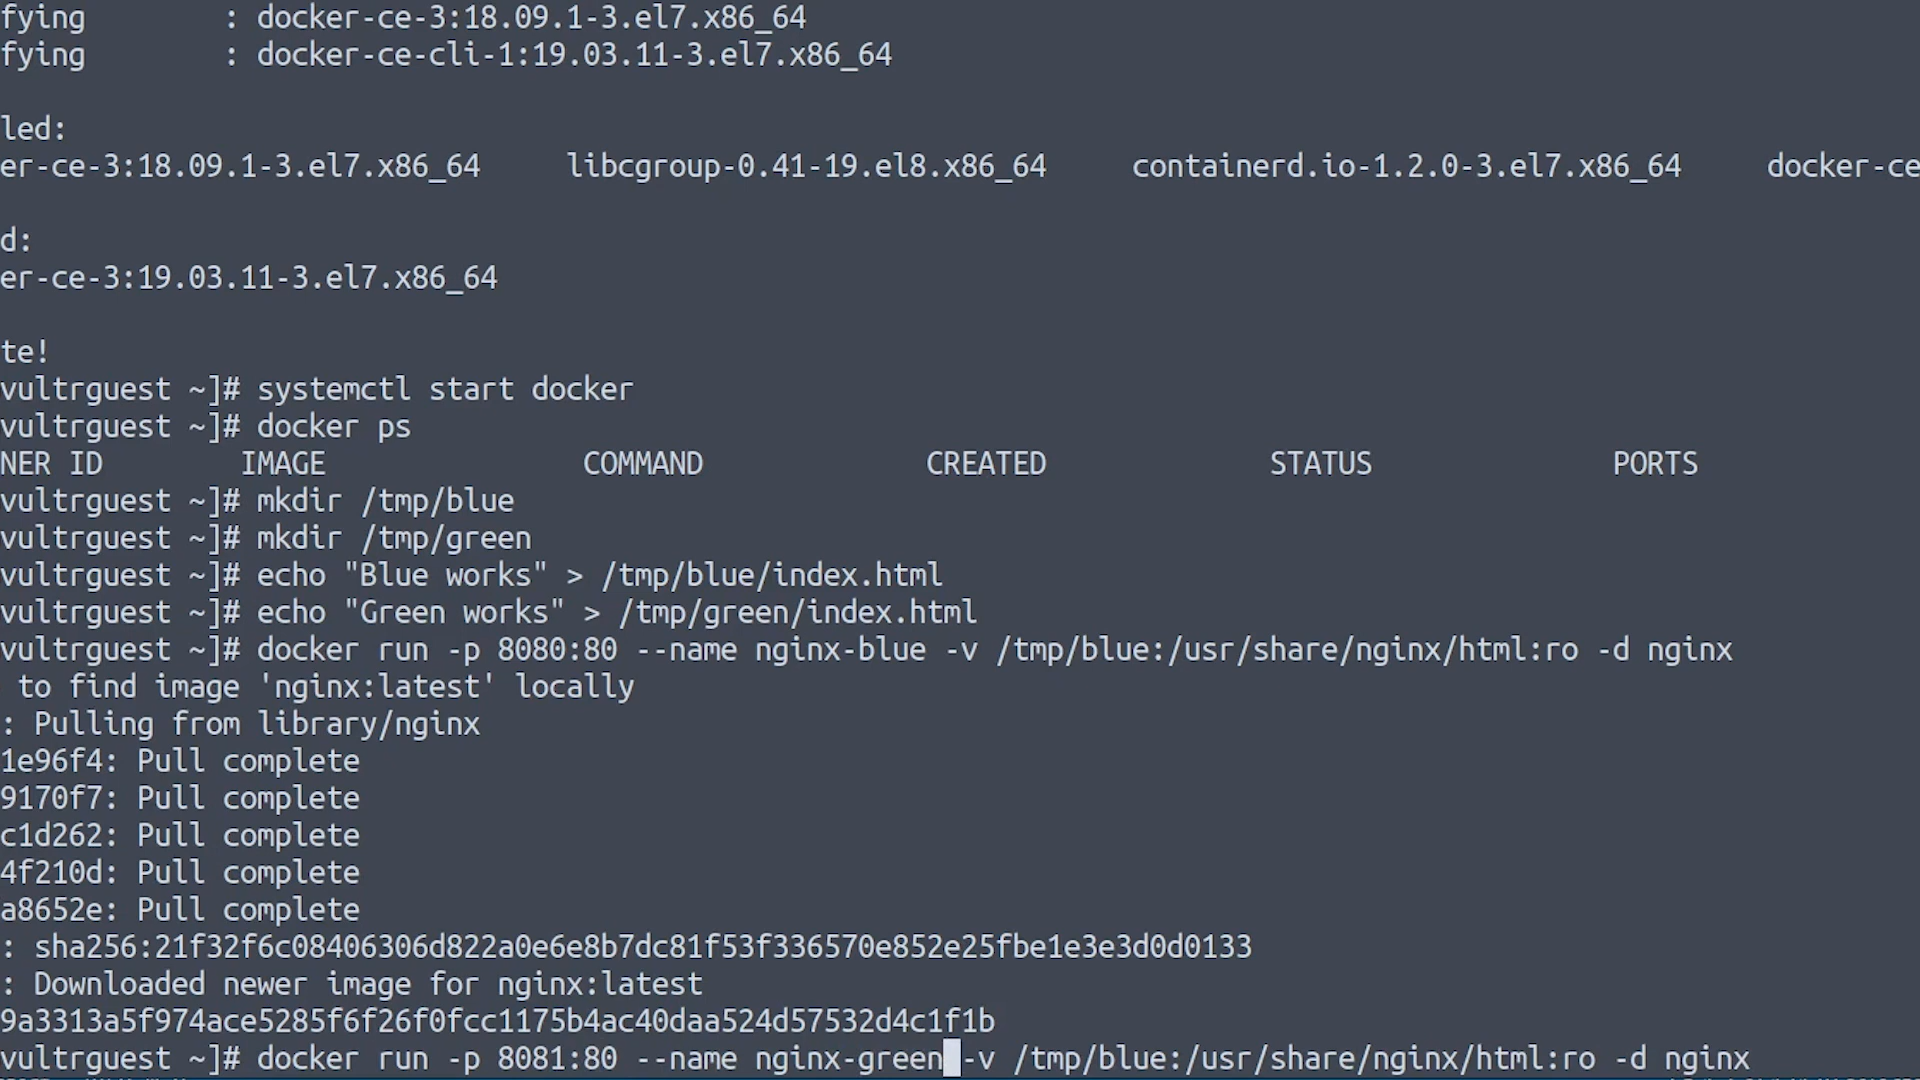 fying : docker-ce-3:18.09.1-3.el7.x86_64
fying : docker-ce-cli-1:19.03.11-3.el7.x86_64
led:
er-ce-3:18.09.1-3.el7.x86_64 libcgroup-0.41-19.el8.x86_64 containerd.io-1.2.0-3.el7.x86_64 docker-ce
d:
er-ce-3:19.03.11-3.el7.x86_64
te!
vultrguest ~]# systemctl start docker
vultrguest ~]# docker ps
NER ID IMAGE COMMAND CREATED STATUS PORTS
vultrguest ~]# mkdir /tmp/blue
vultrguest ~]# mkdir /tmp/green
vultrguest ~]# echo "Blue works" > /tmp/blue/index.html
vultrguest ~]# echo "Green works" > /tmp/green/index.html
vultrguest ~]# docker run -p 8080:80 --name nginx-blue -v /tmp/blue:/usr/share/nginx/html:ro -d nginx
to find image 'nginx:latest' locally
: Pulling from library/nginx
1e96f4: Pull complete
9170f7: Pull complete
c1d262: Pull complete
4f210d: Pull complete
a8652e: Pull complete
: sha256:21f32f6c08406306d822a0e6e8b7dc81f53f336570e852e25fbe1e3e3d0d0133
: Downloaded newer image for nginx:latest
9a3313a5f974ace5285f6f26f0fcc1175b4ac40daa524d57532d4c1f1b
vultrguest ~]# docker run -p 8081:80 --name nginx-green -v /tmp/blue:/usr/share/nginx/html:ro -d nginx